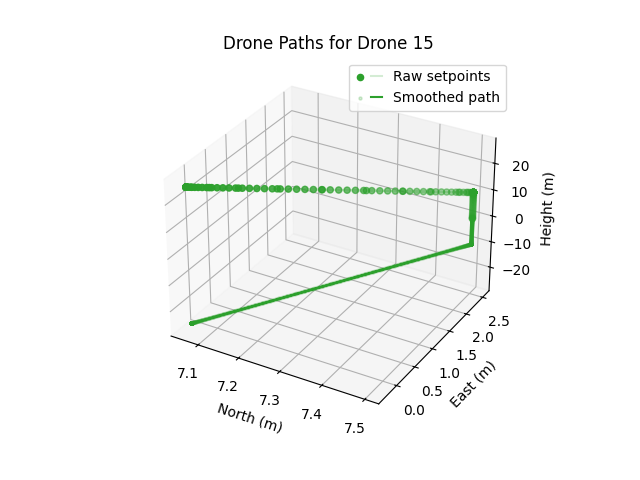 Drone Paths for Drone 15
Raw setpoints
Smoothed path
20
10
0
−10
−20
Height (m)
2.5
2.0
1.5
1.0
0.5
0.0
East (m)
7.1
7.2
7.3
7.4
7.5
North (m)